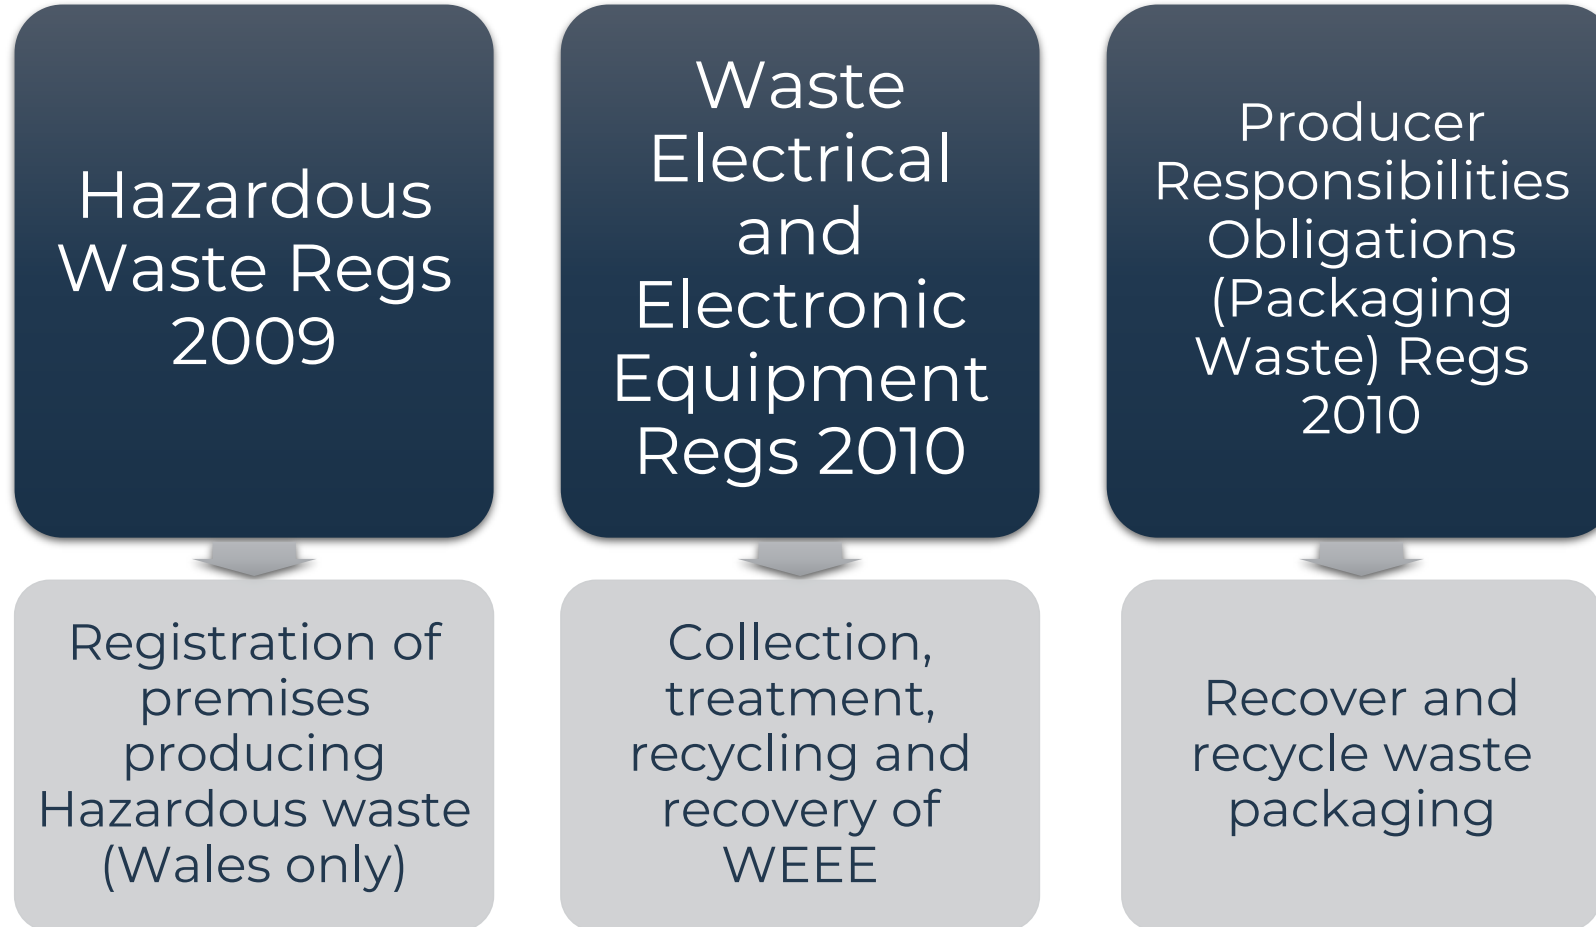 Hazardous
Waste Regs
2009
Registration of
premises
producing
Hazardous waste
(Wales only)
Waste
Electrical
and
Electronic
Equipment
Regs 2010
Collection,
treatment,
recycling and
recovery of
WEEE
Producer
Responsibilities
Obligations
(Packaging
Waste) Regs
2010
Recover and
recycle waste
packaging